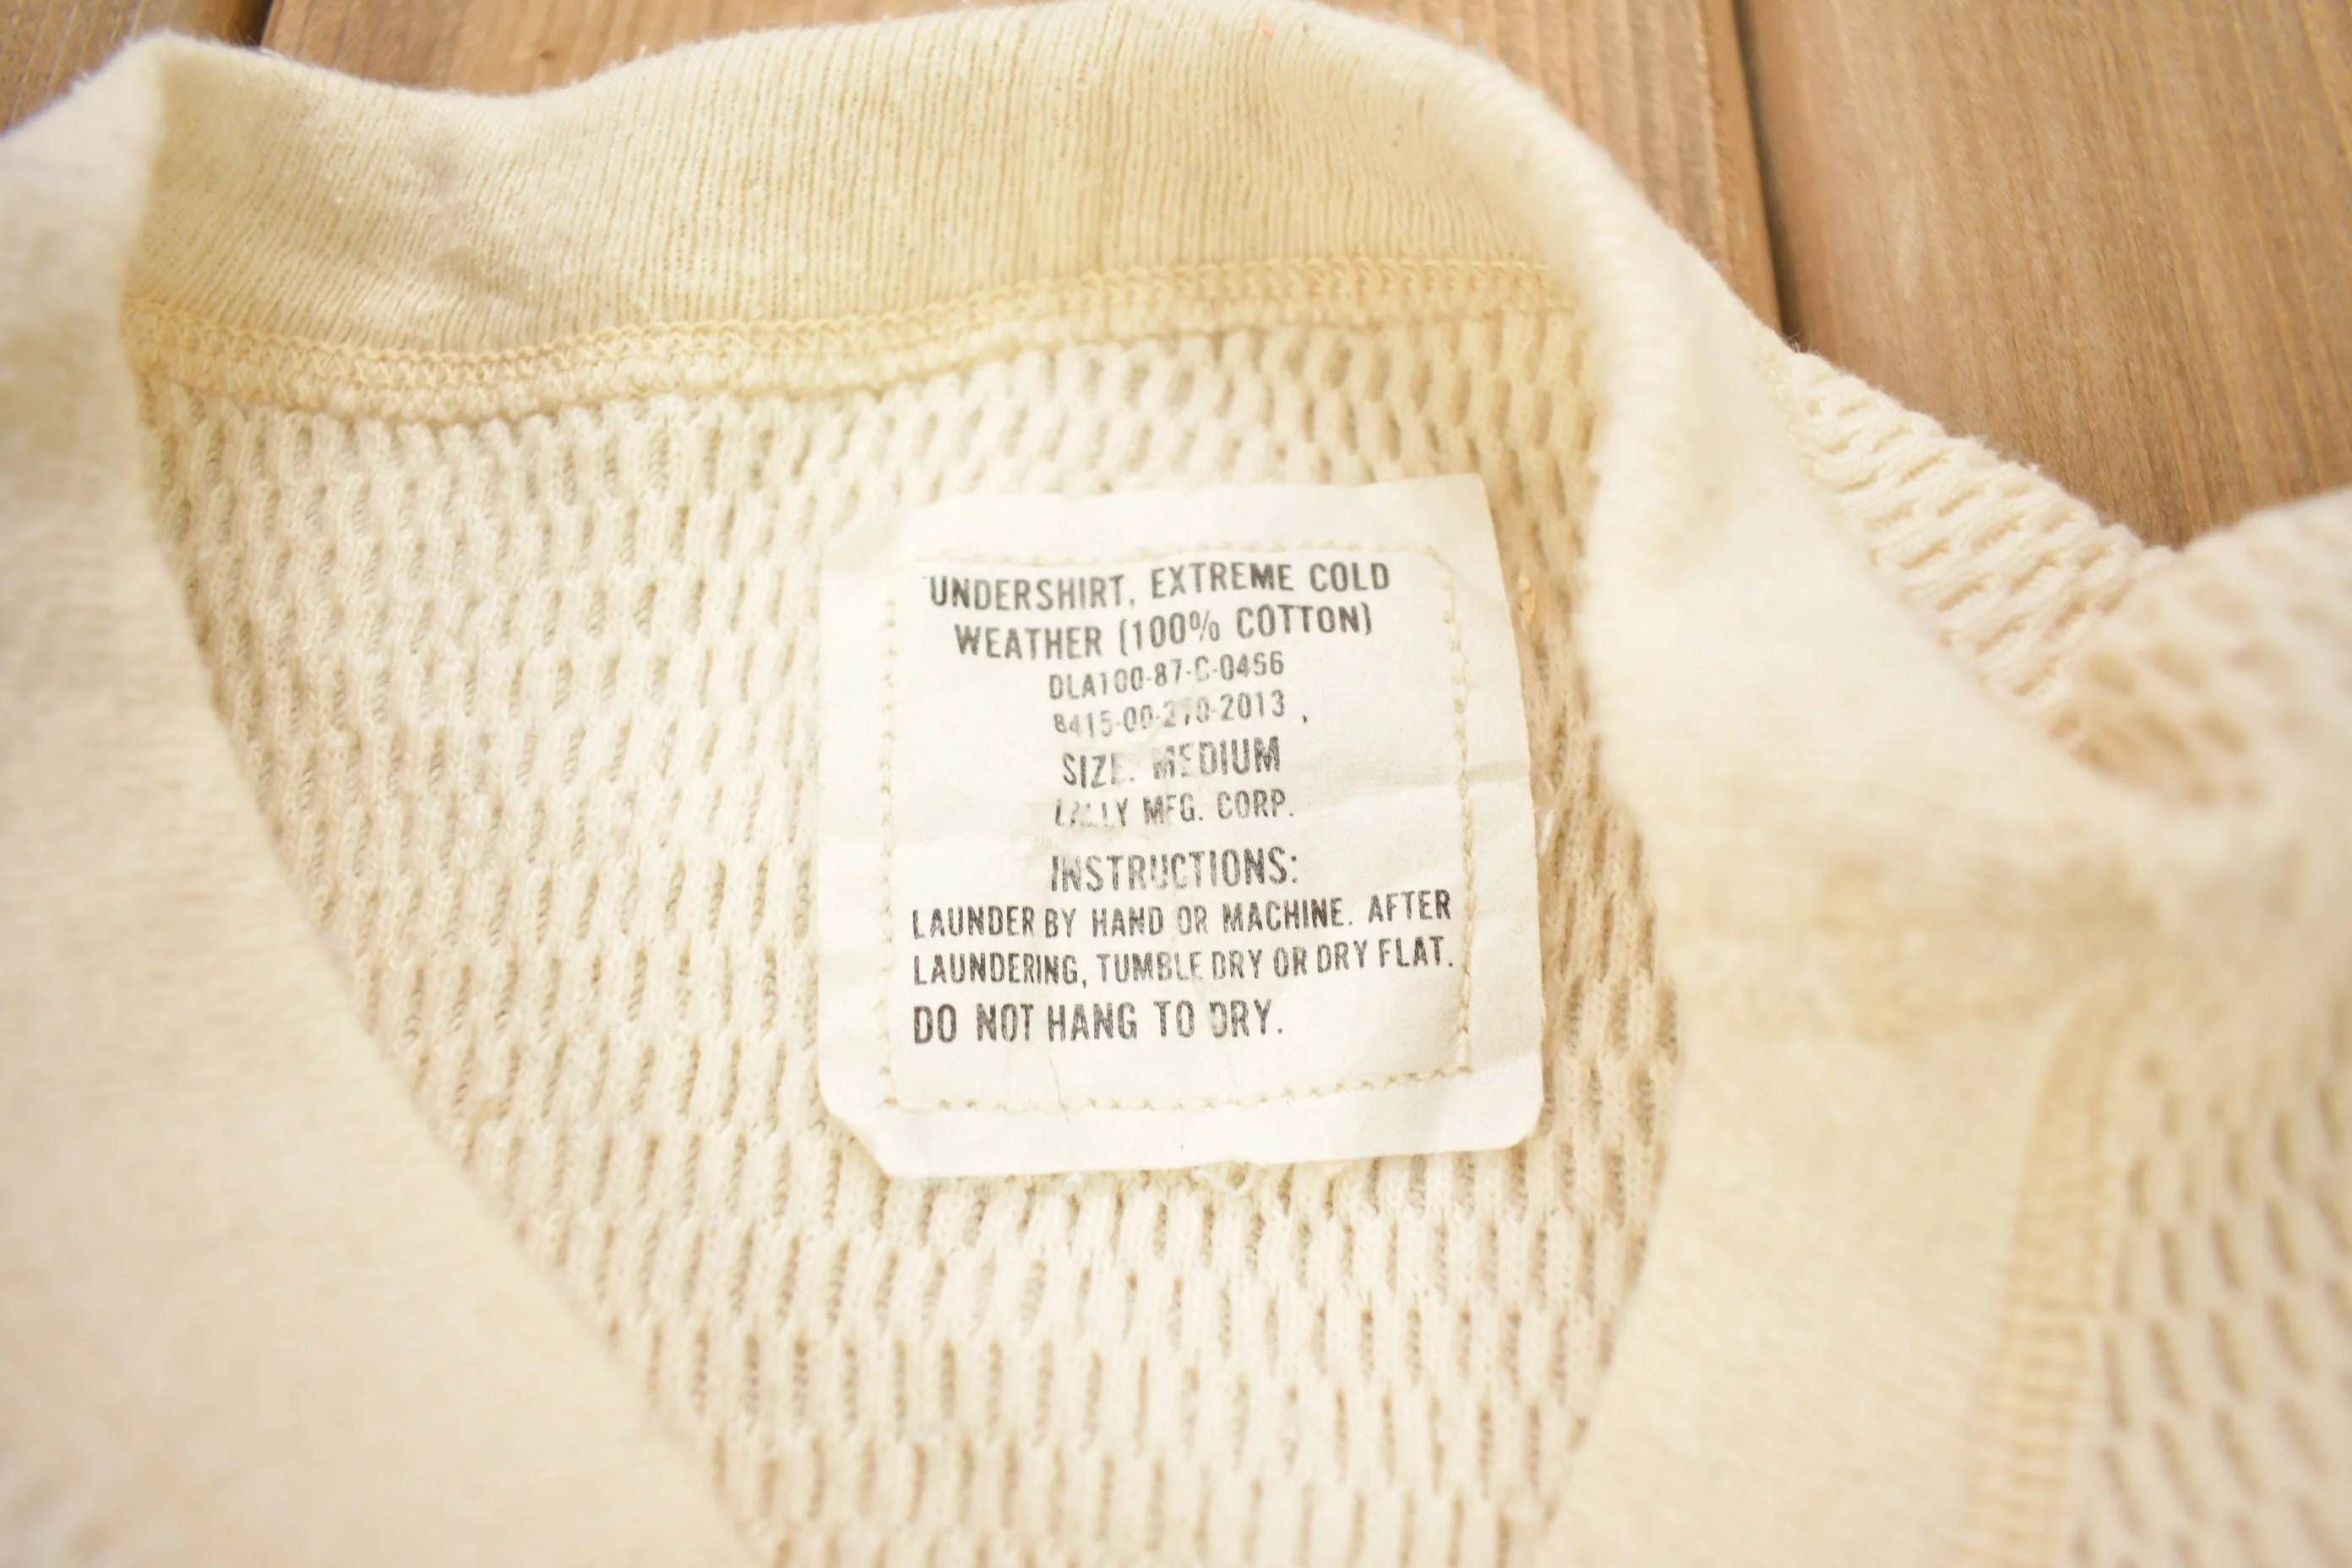 UNDERSHIRT, EXTREME COLD
WEATHER (100% COTTON)
DLA100-87-C-0456
8415-00-270-2013
SIZE: MEDIUM
MFG. CORP.
INSTRUCTIONS:
LAUNDER BY HAND OR MACHINE. AFTER
LAUNDERING, TUMBLE DRY OR DRY FLAT.
DO NOT HANG TO DRY.